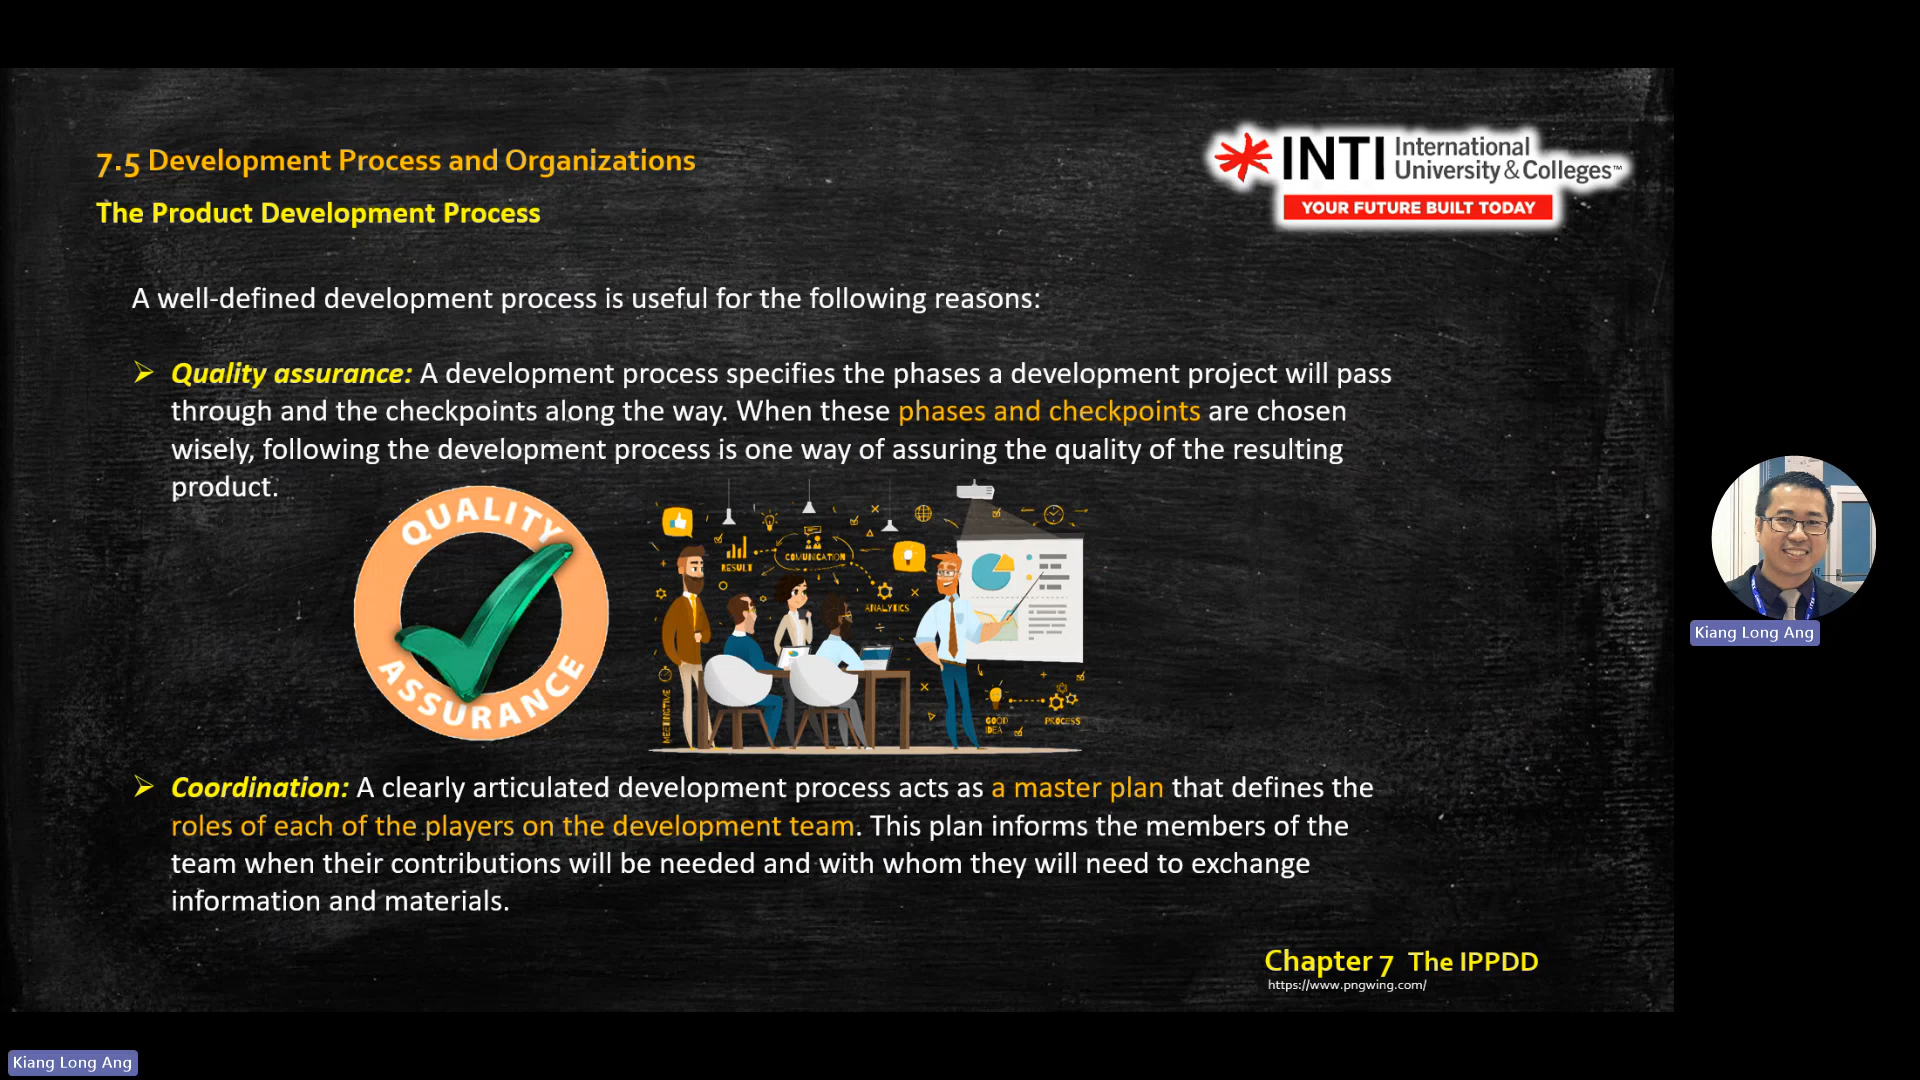 7.5 Development Process and Organizations
The Product Development Process
INTI International
University & Colleges™
YOUR FUTURE BUILT TODAY
A well-defined development process is useful for the following reasons:
➢ Quality assurance: A development process specifies the phases a development project will pass
through and the checkpoints along the way. When these phases and checkpoints are chosen
wisely, following the development process is one way of assuring the quality of the resulting
product.
QUALITY
ASSURANCE
RESULT
COMUNICATION
ANALYTICS
MEETINGTIME
GOOD
IDEA
PROCESS
➢ Coordination: A clearly articulated development process acts as a master plan that defines the
roles of each of the players on the development team. This plan informs the members of the
team when their contributions will be needed and with whom they will need to exchange
information and materials.
Chapter 7 The IPPDD
https://www.pngwing.com/
Kiang Long Ang
Kiang Long Ang